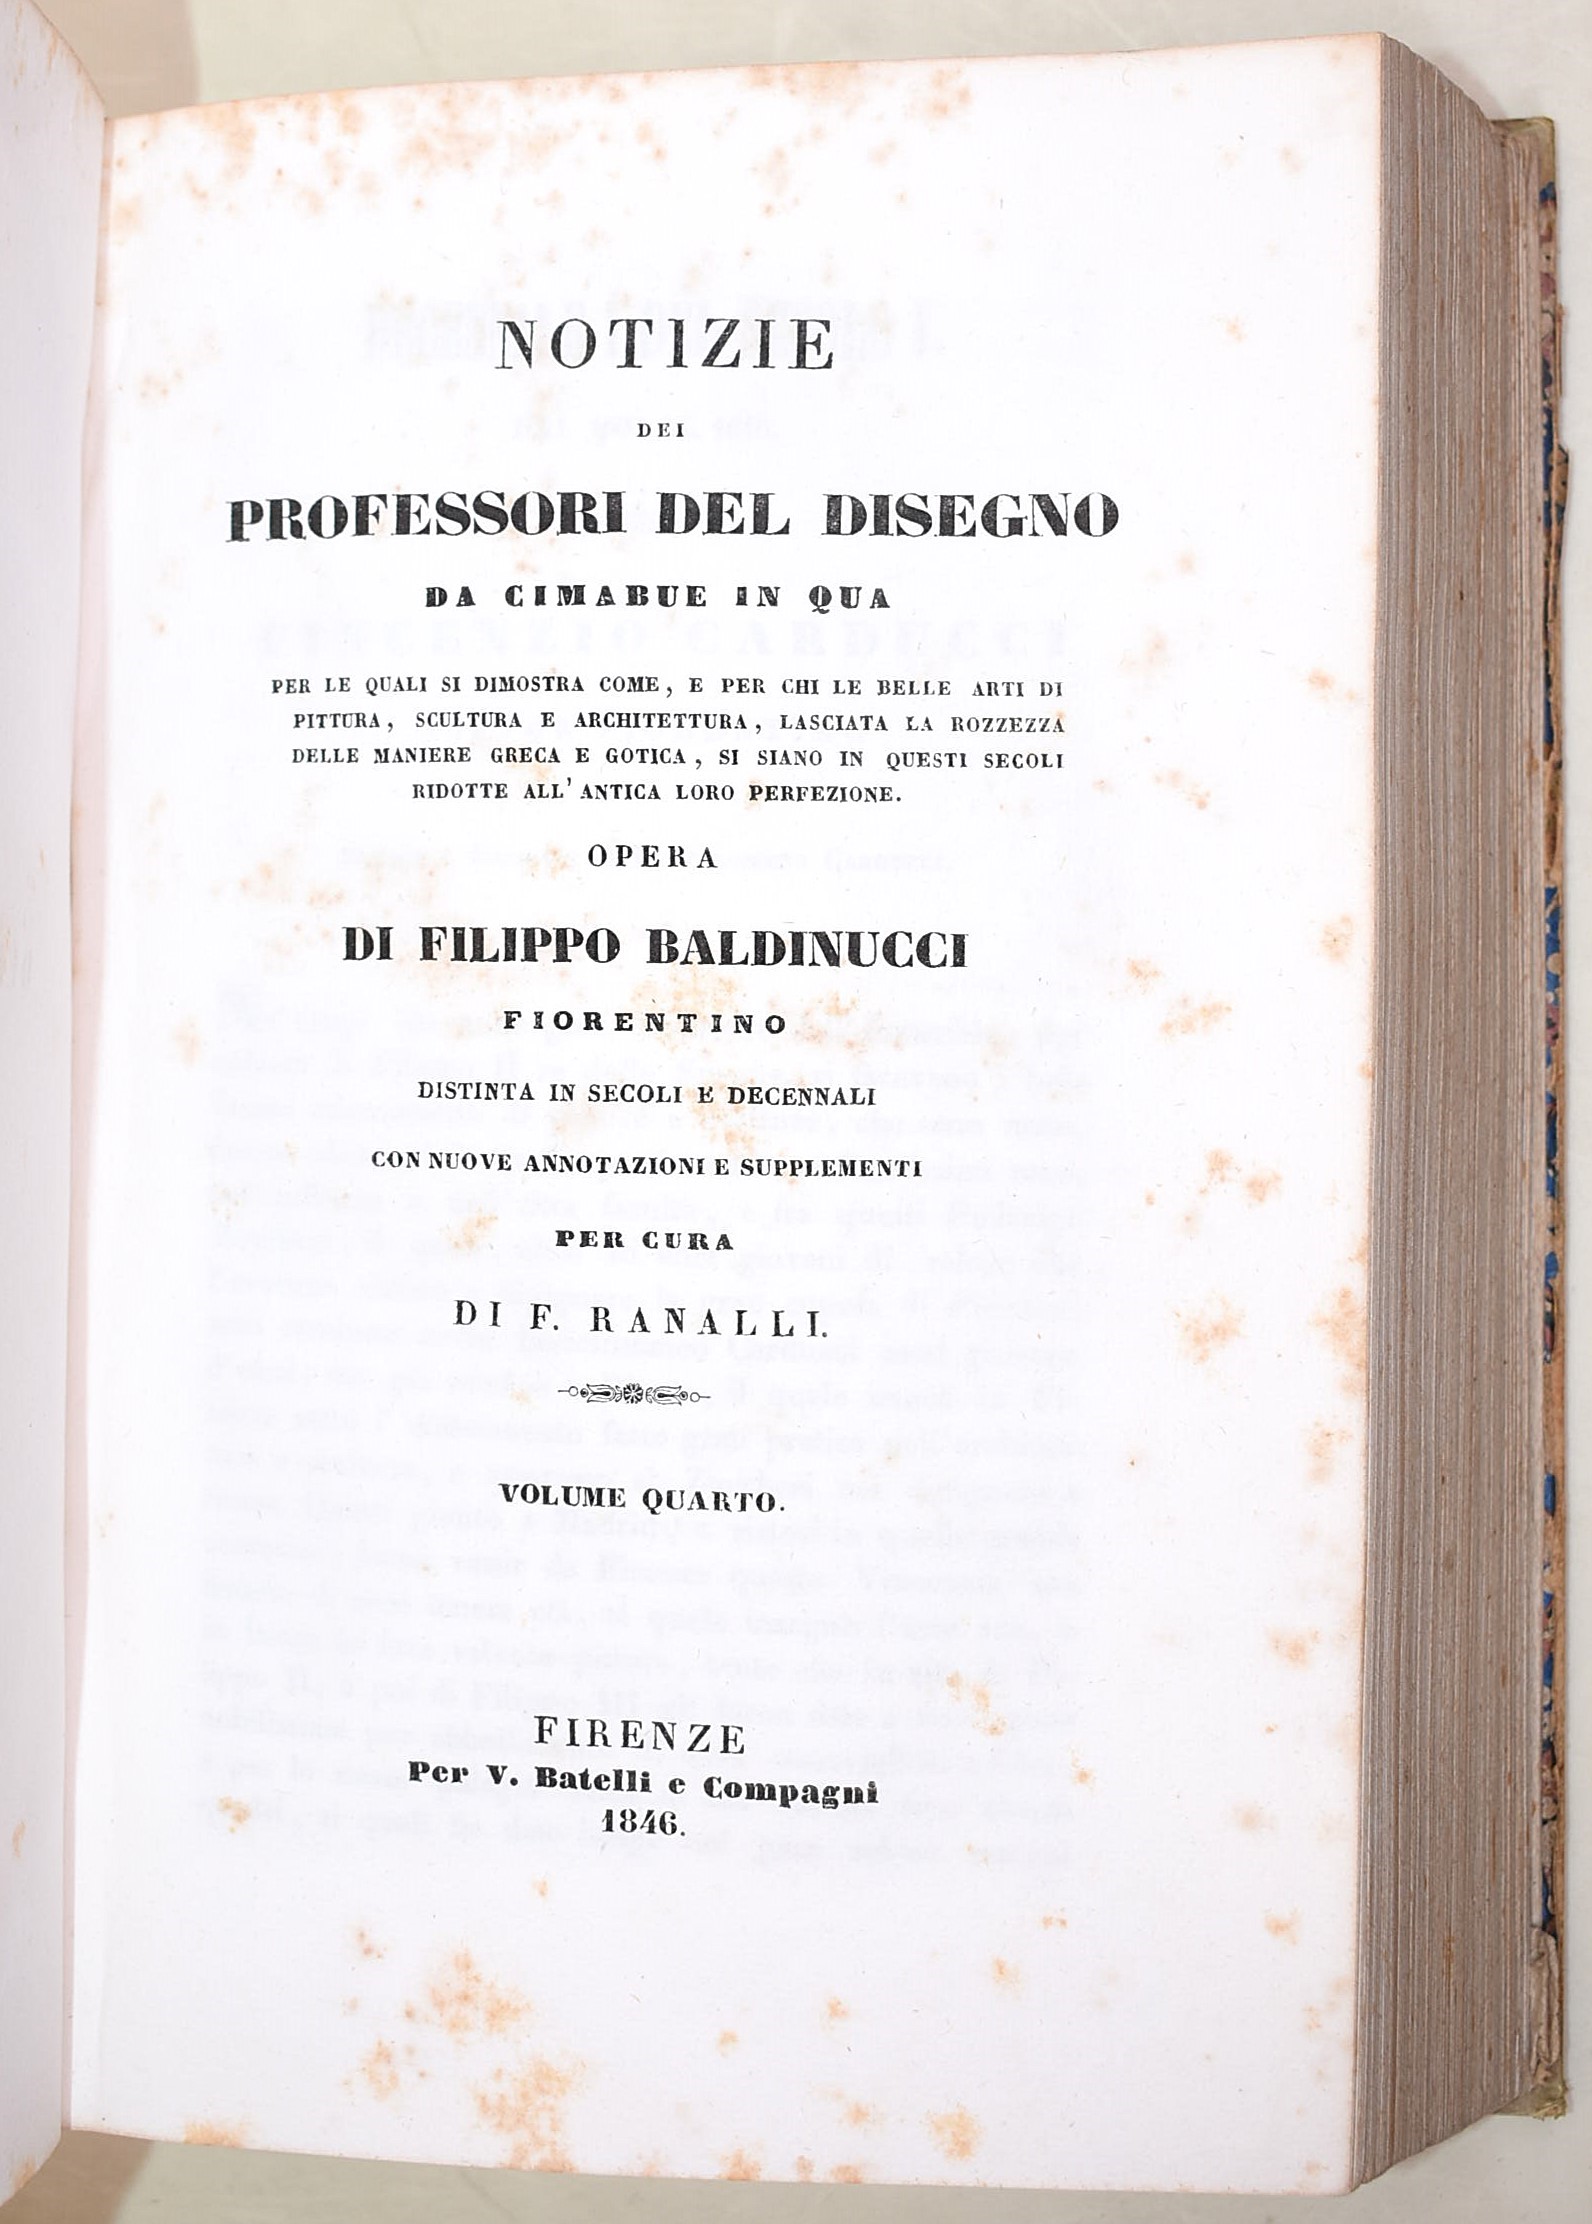 NOTIZIE
DEI
PROFESSORI DEL DISEGNO
DA CIMABUE IN QUA
PER LE QUALI SI DIMOSTRA COME, E PER CHI LE BELLE ARTI DI
PITTURA, SCULTURA E ARCHITETTURA, LASCIATA LA ROZZEZZA
DELLE MANIERE GRECA E GOTICA, SI SIANO IN QUESTI SECOLI
RIDOTTE ALL' ANTICA LORO PERFEZIONE.
OPERA
DI FILIPPO BALDINUCCI
FIORENTINO
DISTINTA IN SECOLI E DECENNALI
CON NUOVE ANNOTAZIONI E SUPPLEMENTI
PER CURA
DI F. RANALLI.
VOLUME QUARTO.
FIRENZE
Per V. Batelli e Compagni
1846.